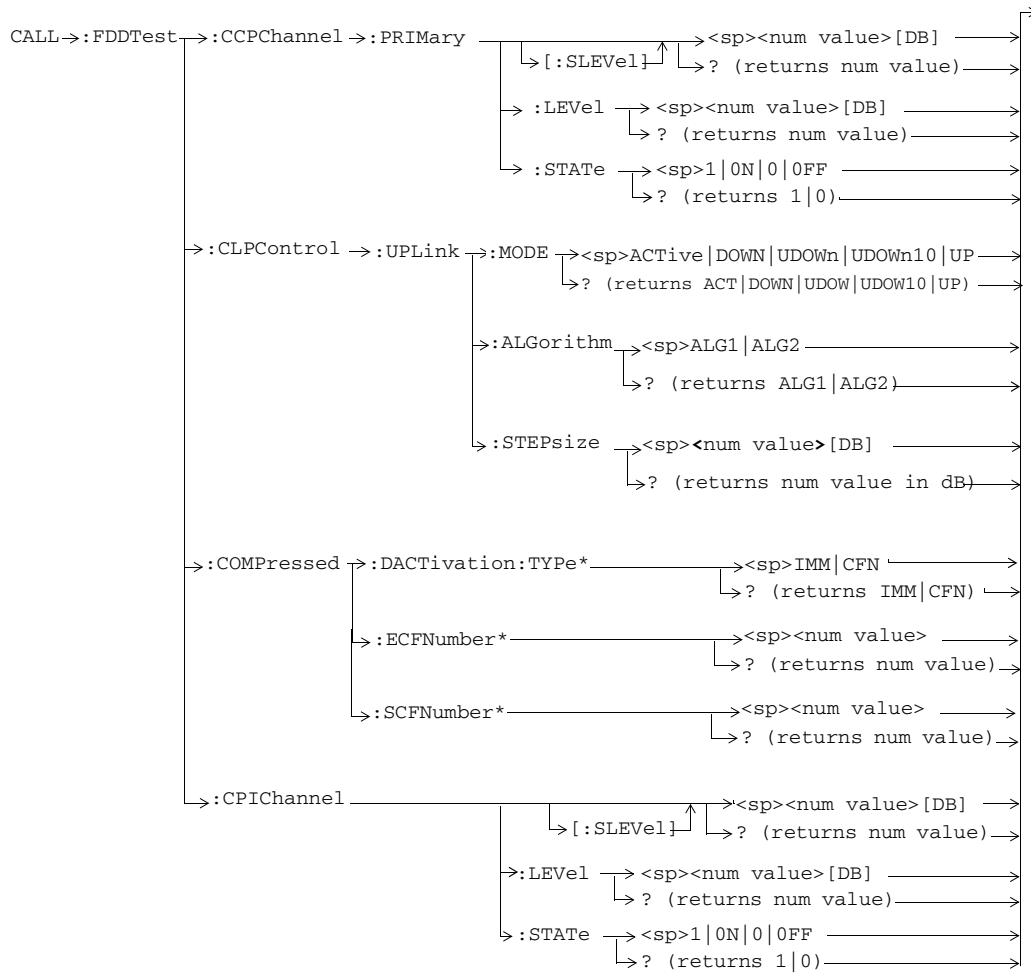 CALL :FDDTest :CCPChannel :PRIMary <sp><num value>[DB]
[:SLEVel] ? (returns num value)
:LEVel <sp><num value>[DB]
? (returns num value)
:STATe <sp>1|0N|0|0FF
? (returns 1|0)
:CLPControl :UPLink :MODE <sp>ACTive|DOWN|UDOWn|UDOWn10|UP
? (returns ACT|DOWN|UDOW|UDOW10|UP)
:ALGorithm <sp>ALG1|ALG2
? (returns ALG1|ALG2)
:STEPsize <sp><num value>[DB]
? (returns num value in dB)
:COMPressed :DACTivation:TYPe* <sp>IMM|CFN
? (returns IMM|CFN)
:ECFNumber* <sp><num value>
? (returns num value)
:SCFNumber* <sp><num value>
? (returns num value)
:CPIChannel <sp><num value>[DB]
[:SLEVel] ? (returns num value)
:LEVel <sp><num value>[DB]
? (returns num value)
:STATe <sp>1|0N|0|0FF
? (returns 1|0)